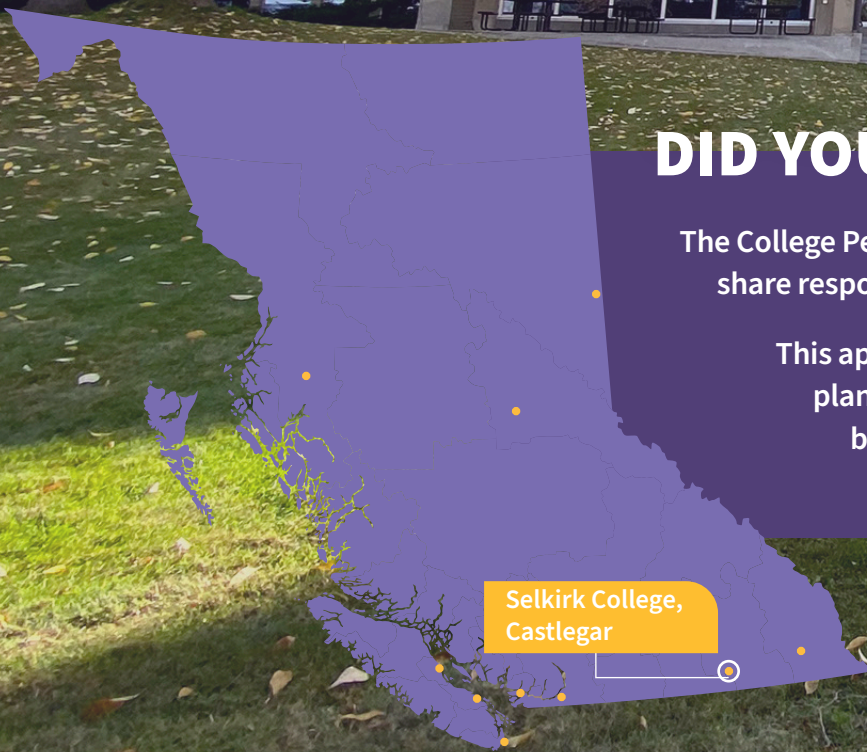 DID YOU
The College Pe
share respo
This ap
plan
b
Selkirk College,
Castlegar